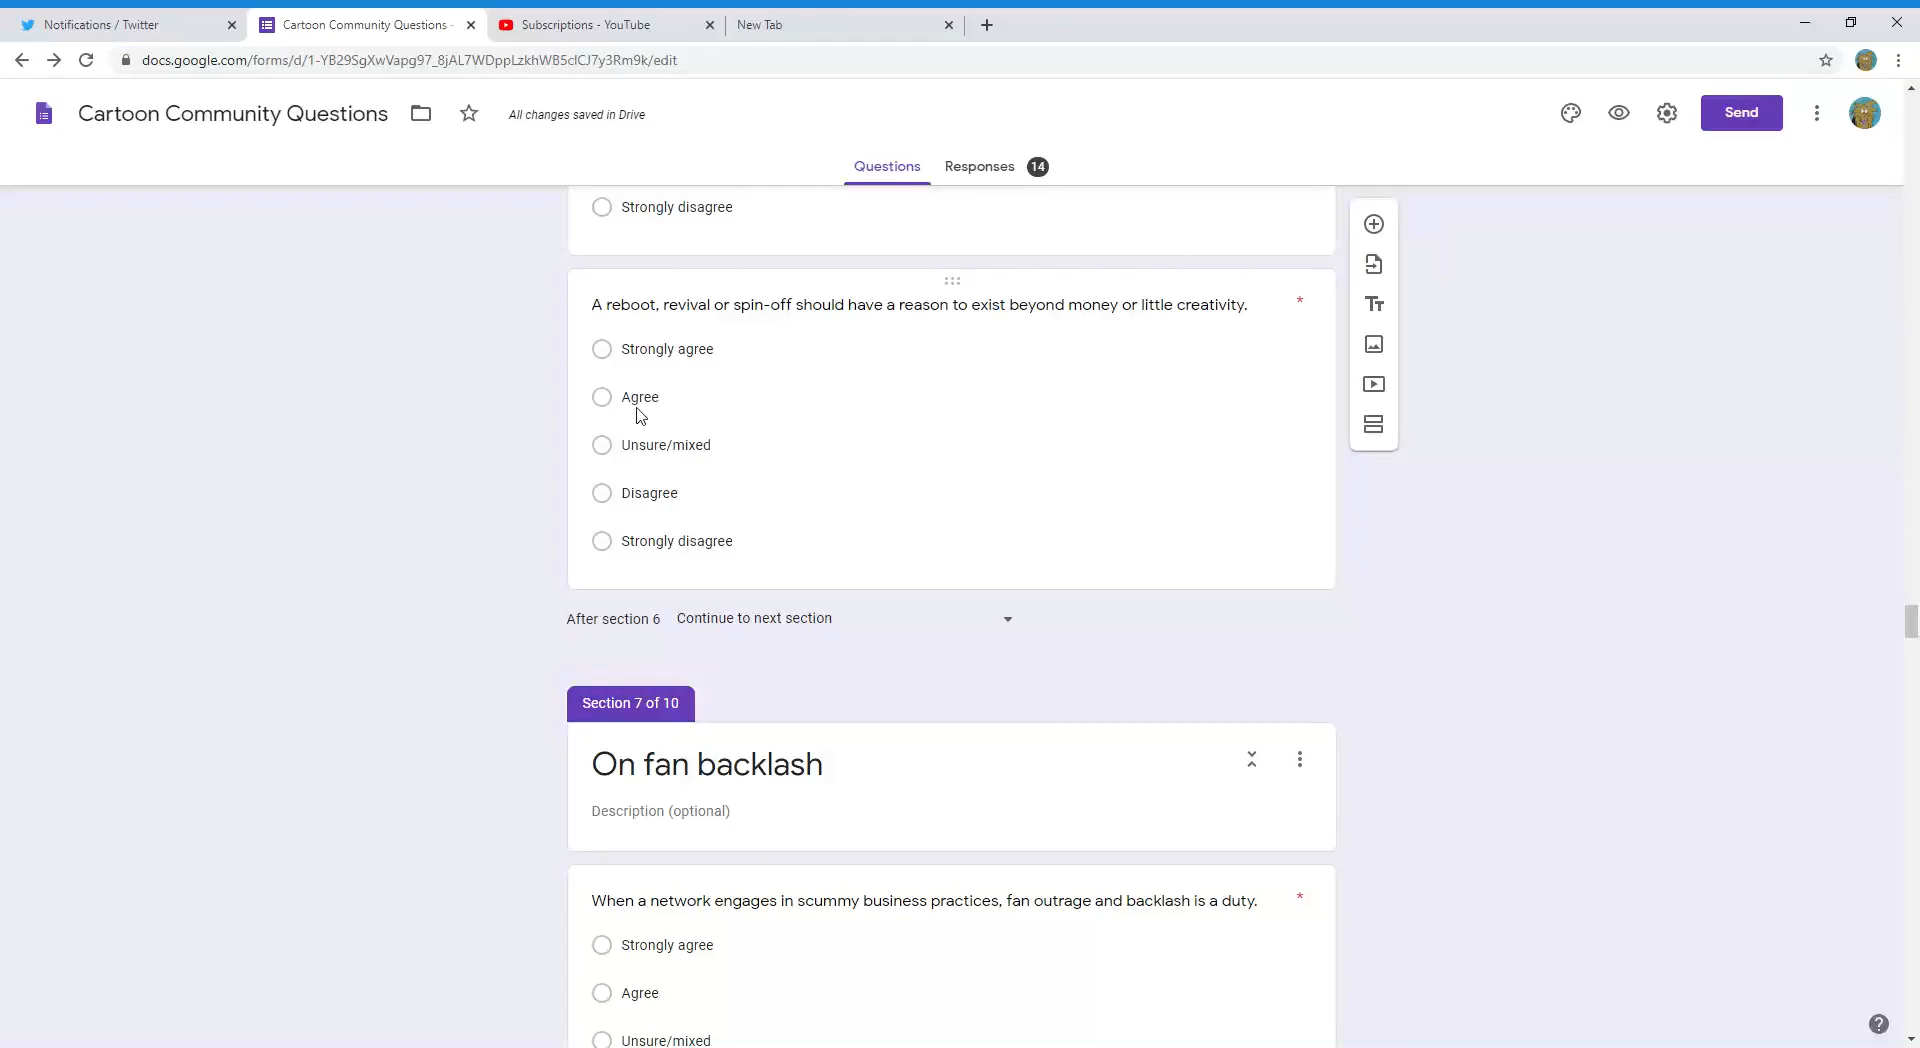 Notifications / Twitter
Cartoon Community Questions -
Subscriptions - YouTube
New Tab
docs.google.com/forms/d/1-YB29SgXwVapg97_8jAL7WDppLzkhWB5clCJ7y3Rm9k/edit
Cartoon Community Questions
All changes saved in Drive
Send
Questions
Responses 14
Strongly disagree
A reboot, revival or spin-off should have a reason to exist beyond money or little creativity. *
Strongly agree
Agree
Unsure/mixed
Disagree
Strongly disagree
After section 6 Continue to next section
Section 7 of 10
On fan backlash
Description (optional)
When a network engages in scummy business practices, fan outrage and backlash is a duty. *
Strongly agree
Agree
Unsure/mixed